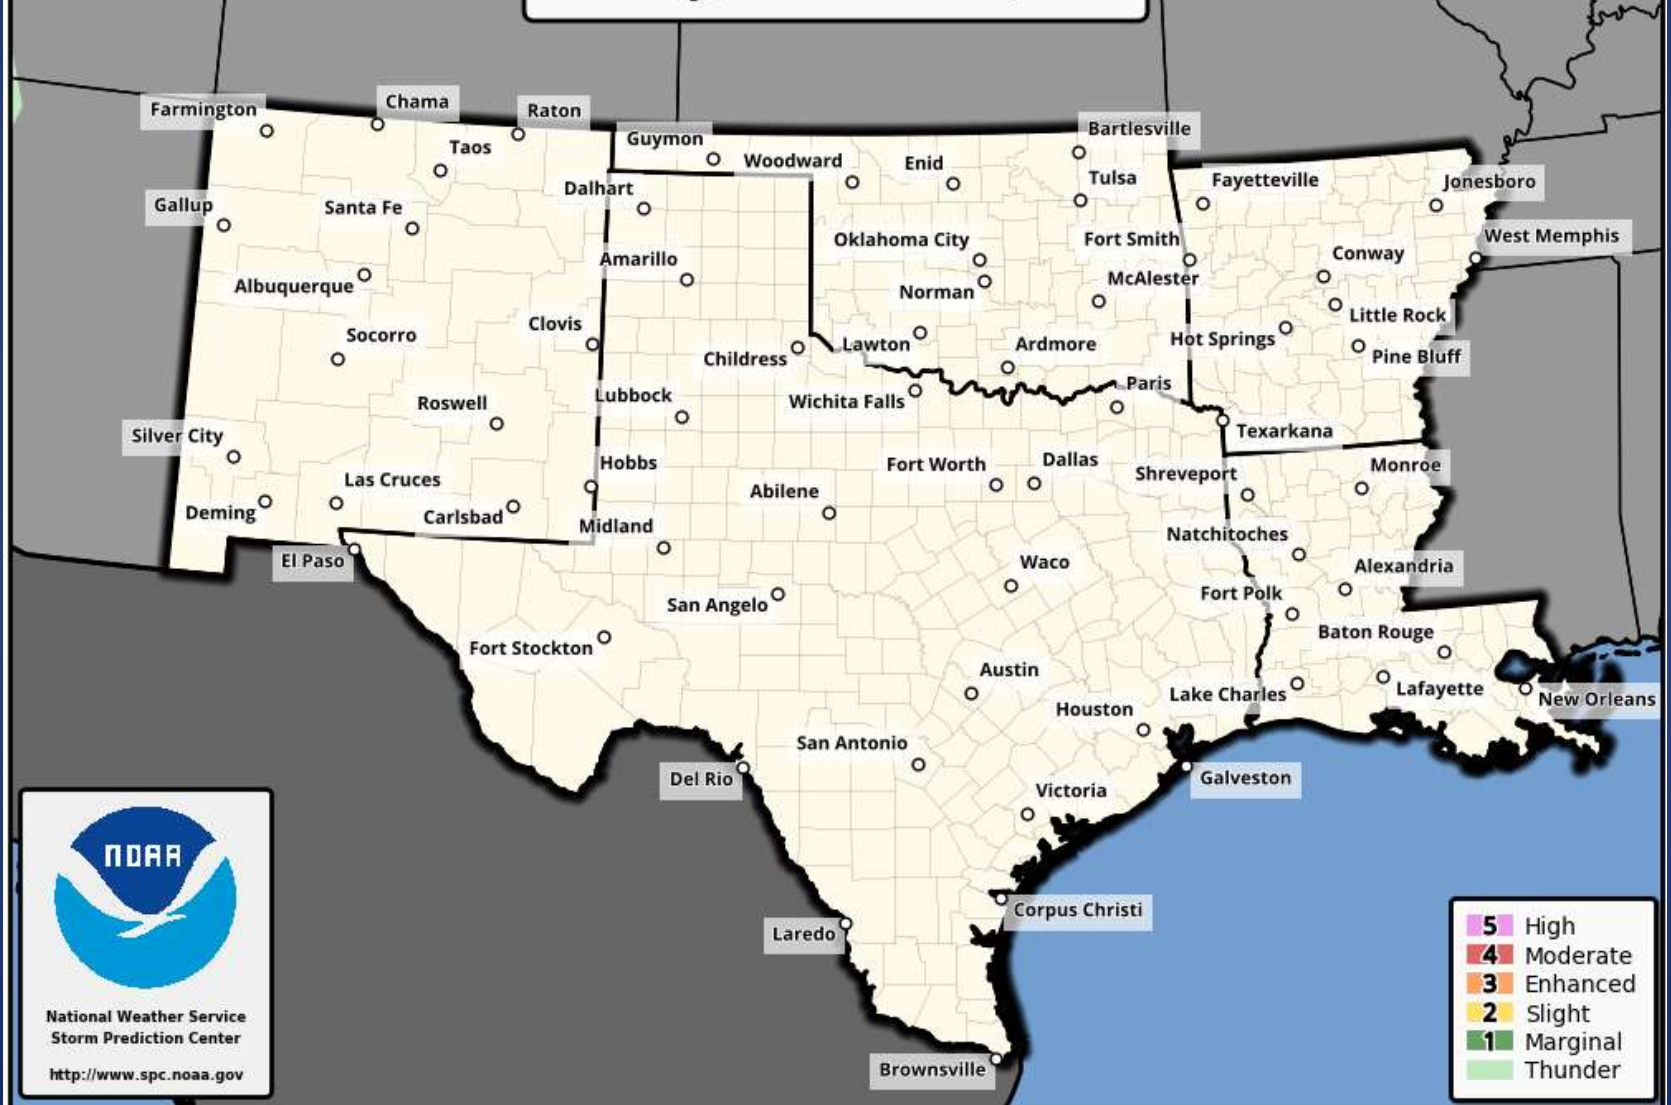 Farmington
Chama
Raton
Taos
Guymon
Woodward
Enid
Bartlesville
Tulsa
Fayetteville
Jonesboro
Gallup
Santa Fe
Dalhart
Oklahoma City
Fort Smith
West Memphis
Conway
Amarillo
Albuquerque
Norman
McAlester
Little Rock
Socorro
Clovis
Childress
Lawton
Ardmore
Hot Springs
Pine Bluff
Roswell
Lubbock
Wichita Falls
Paris
Texarkana
Silver City
Hobbs
Fort Worth
Dallas
Shreveport
Monroe
Las Cruces
Abilene
Deming
Carlsbad
Midland
Natchitoches
El Paso
Waco
Alexandria
San Angelo
Fort Polk
Fort Stockton
Baton Rouge
Austin
Lake Charles
Lafayette
New Orleans
Houston
San Antonio
Del Rio
Galveston
Victoria
Corpus Christi
Laredo
Brownsville
NOAA
National Weather Service
Storm Prediction Center
http://www.spc.noaa.gov
5 High
4 Moderate
3 Enhanced
2 Slight
1 Marginal
Thunder